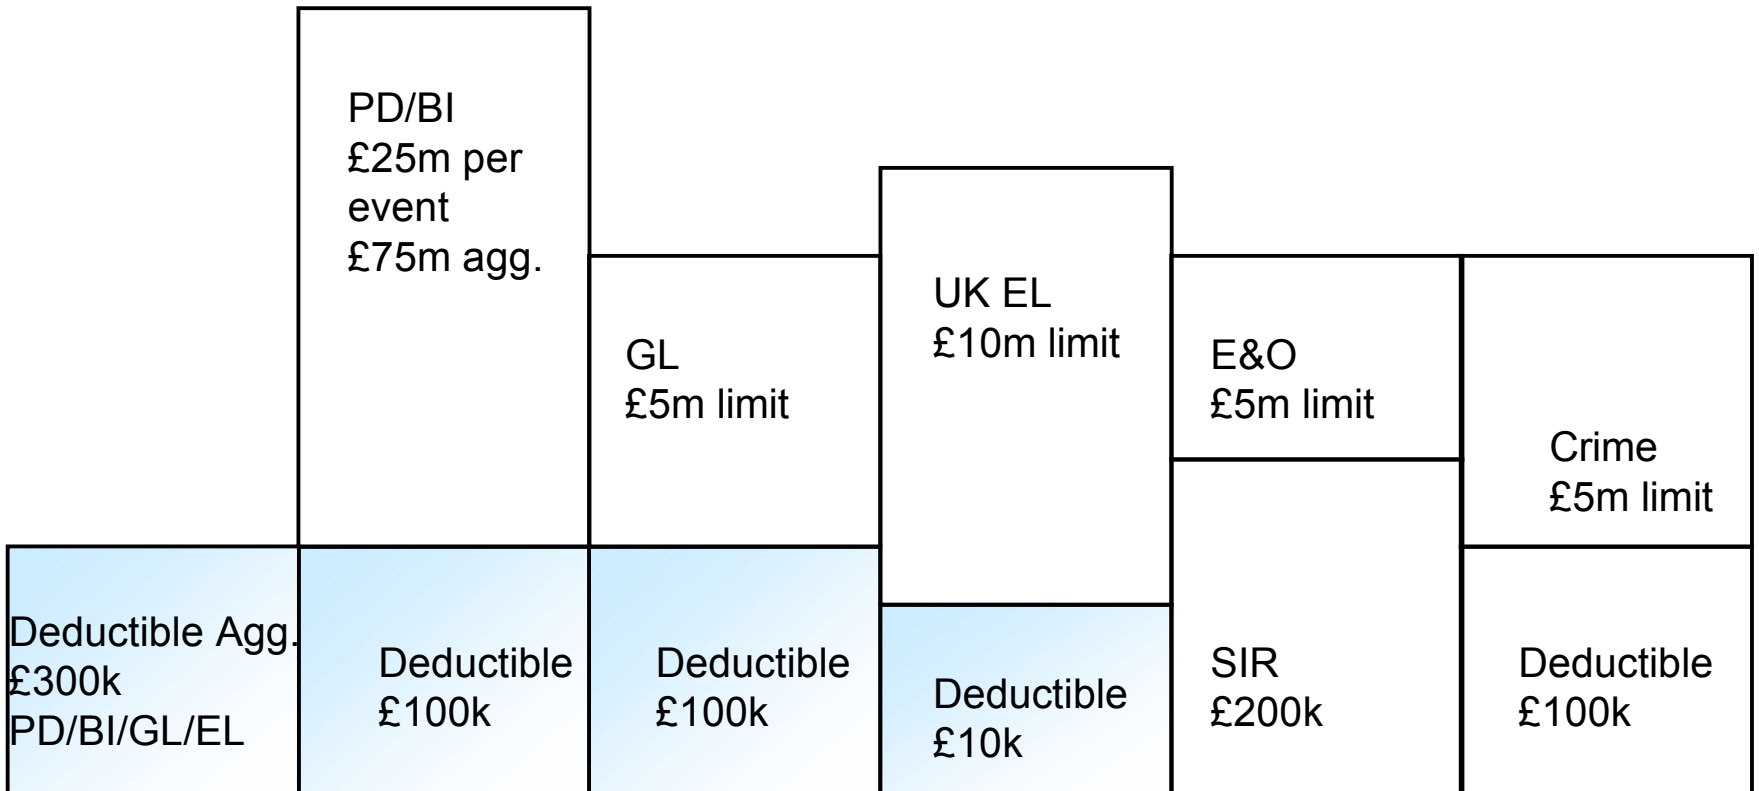 PD/BI
£25m per
event
£75m agg.
GL
£5m limit
UK EL
£10m limit
E&O
£5m limit
Crime
£5m limit
Deductible Agg.
£300k
PD/BI/GL/EL
Deductible
£100k
Deductible
£100k
Deductible
£10k
SIR
£200k
Deductible
£100k